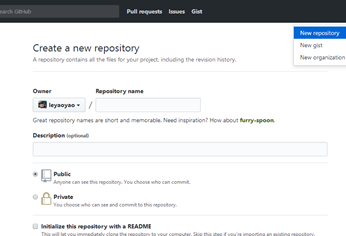 Search GitHub
Pull requests Issues Gist
New repository
New gist
New organization
Create a new repository
A repository contains all the files for your project, including the revision history.
Owner Repository name
leyaoyao /
Great repository names are short and memorable. Need inspiration? How about furry-spoon.
Description (optional)
Public
Anyone can see this repository. You choose who can commit.
Private
You choose who can see and commit to this repository.
Initialize this repository with a README
This will let you immediately clone the repository to your computer. Skip this step if you're importing an existing repository.